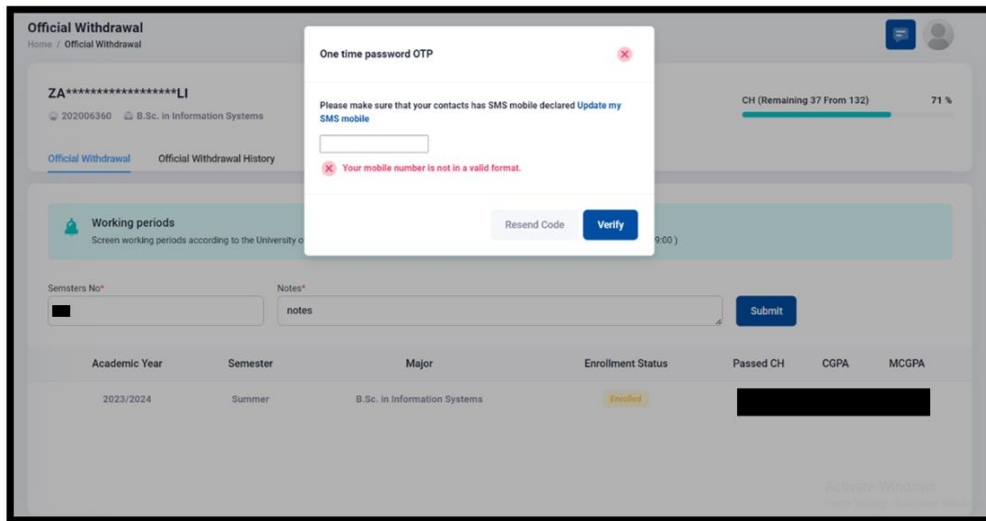 Official Withdrawal
Home / Official Withdrawal
One time password OTP
ZA******************LI
202006360 B.Sc. in Information Systems
Please make sure that your contacts has SMS mobile declared Update my
SMS mobile
CH (Remaining 37 From 132) 71 %
Your mobile number is not in a valid format.
Official Withdrawal Official Withdrawal History
Resend Code Verify
Working periods
Screen working periods according to the University o 9:00 )
Semsters No* Notes*
notes
Submit
Academic Year Semester Major Enrollment Status Passed CH CGPA MCGPA
2023/2024 Summer B.Sc. in Information Systems Enrolled
Activate Windows